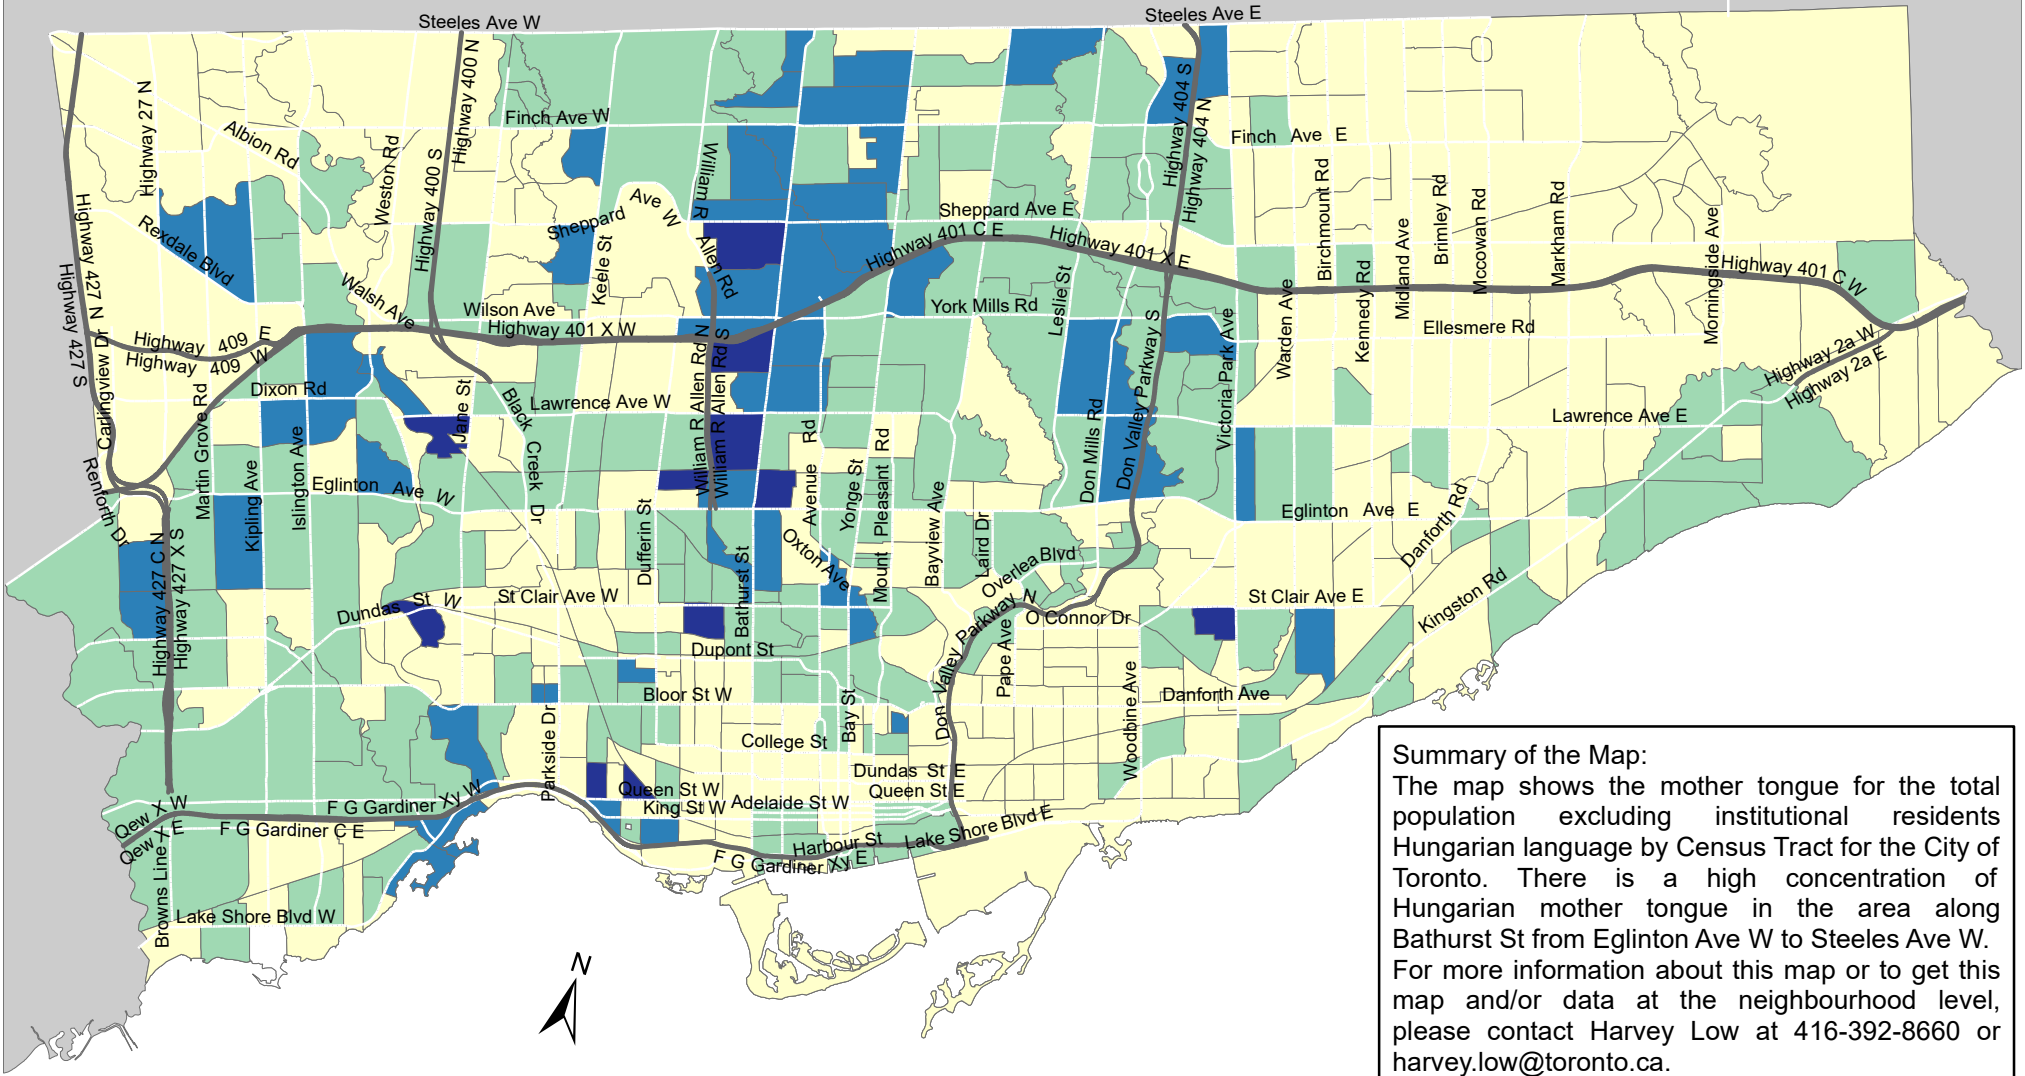 Steeles Ave W
Steeles Ave E
Highway 27 N
Albion Rd
Weston Rd
Highway 400 N
Highway 400 S
Finch Ave W
William R
Allen Rd
Highway 404 S
Highway 404 N
Finch Ave E
Highway 427 N
Highway 427 S
Rexdale Blvd
Sheppard Ave W
Keele St
Sheppard Ave E
Highway 401 C E
Highway 401 X E
Leslie St
York Mills Rd
Birchmount Rd
Kennedy Rd
Midland Ave
Brimley Rd
Mccowan Rd
Markham Rd
Morningside Ave
Highway 401 C W
Walsh Ave
Wilson Ave
Highway 401 X W
Highway 409 E
Highway 409 W
Carlingview Dr
Highway 427 S
Warden Ave
Ellesmere Rd
Highway 2a W
Highway 2a E
Dixon Rd
Martin Grove Rd
Jane St
Black Creek Dr
Lawrence Ave W
William R Allen Rd N
William R Allen Rd S
Don Mills Rd
Don Valley Parkway S
Victoria Park Ave
Lawrence Ave E
Renforth Dr
Kipling Ave
Islington Ave
Eglinton Ave W
Dufferin St
Bathurst St
Avenue Rd
Oxton Ave
Yonge St
Mount Pleasant Rd
Bayview Ave
Laird Dr
Overlea Blvd
Eglinton Ave E
Danforth Rd
Kingston Rd
Highway 427 C N
Highway 427 X S
Dundas St W
St Clair Ave W
Don Valley Parkway N
O Connor Dr
Pape Ave
St Clair Ave E
Dupont St
Bloor St W
Woodbine Ave
Danforth Ave
Parkside Dr
Bay St
College St
Dundas St E
Queen St E
Queen St W
King St W
Adelaide St W
Qew X W
Qew X E
F G Gardiner Xy W
F G Gardiner C E
Harbour St
Lake Shore Blvd E
F G Gardiner Xy E
Browns Line
Lake Shore Blvd W
N
Summary of the Map:
The map shows the mother tongue for the total
population excluding institutional residents
Hungarian language by Census Tract for the City of
Toronto. There is a high concentration of
Hungarian mother tongue in the area along
Bathurst St from Eglinton Ave W to Steeles Ave W.
For more information about this map or to get this
map and/or data at the neighbourhood level,
please contact Harvey Low at 416-392-8660 or
harvey.low@toronto.ca.